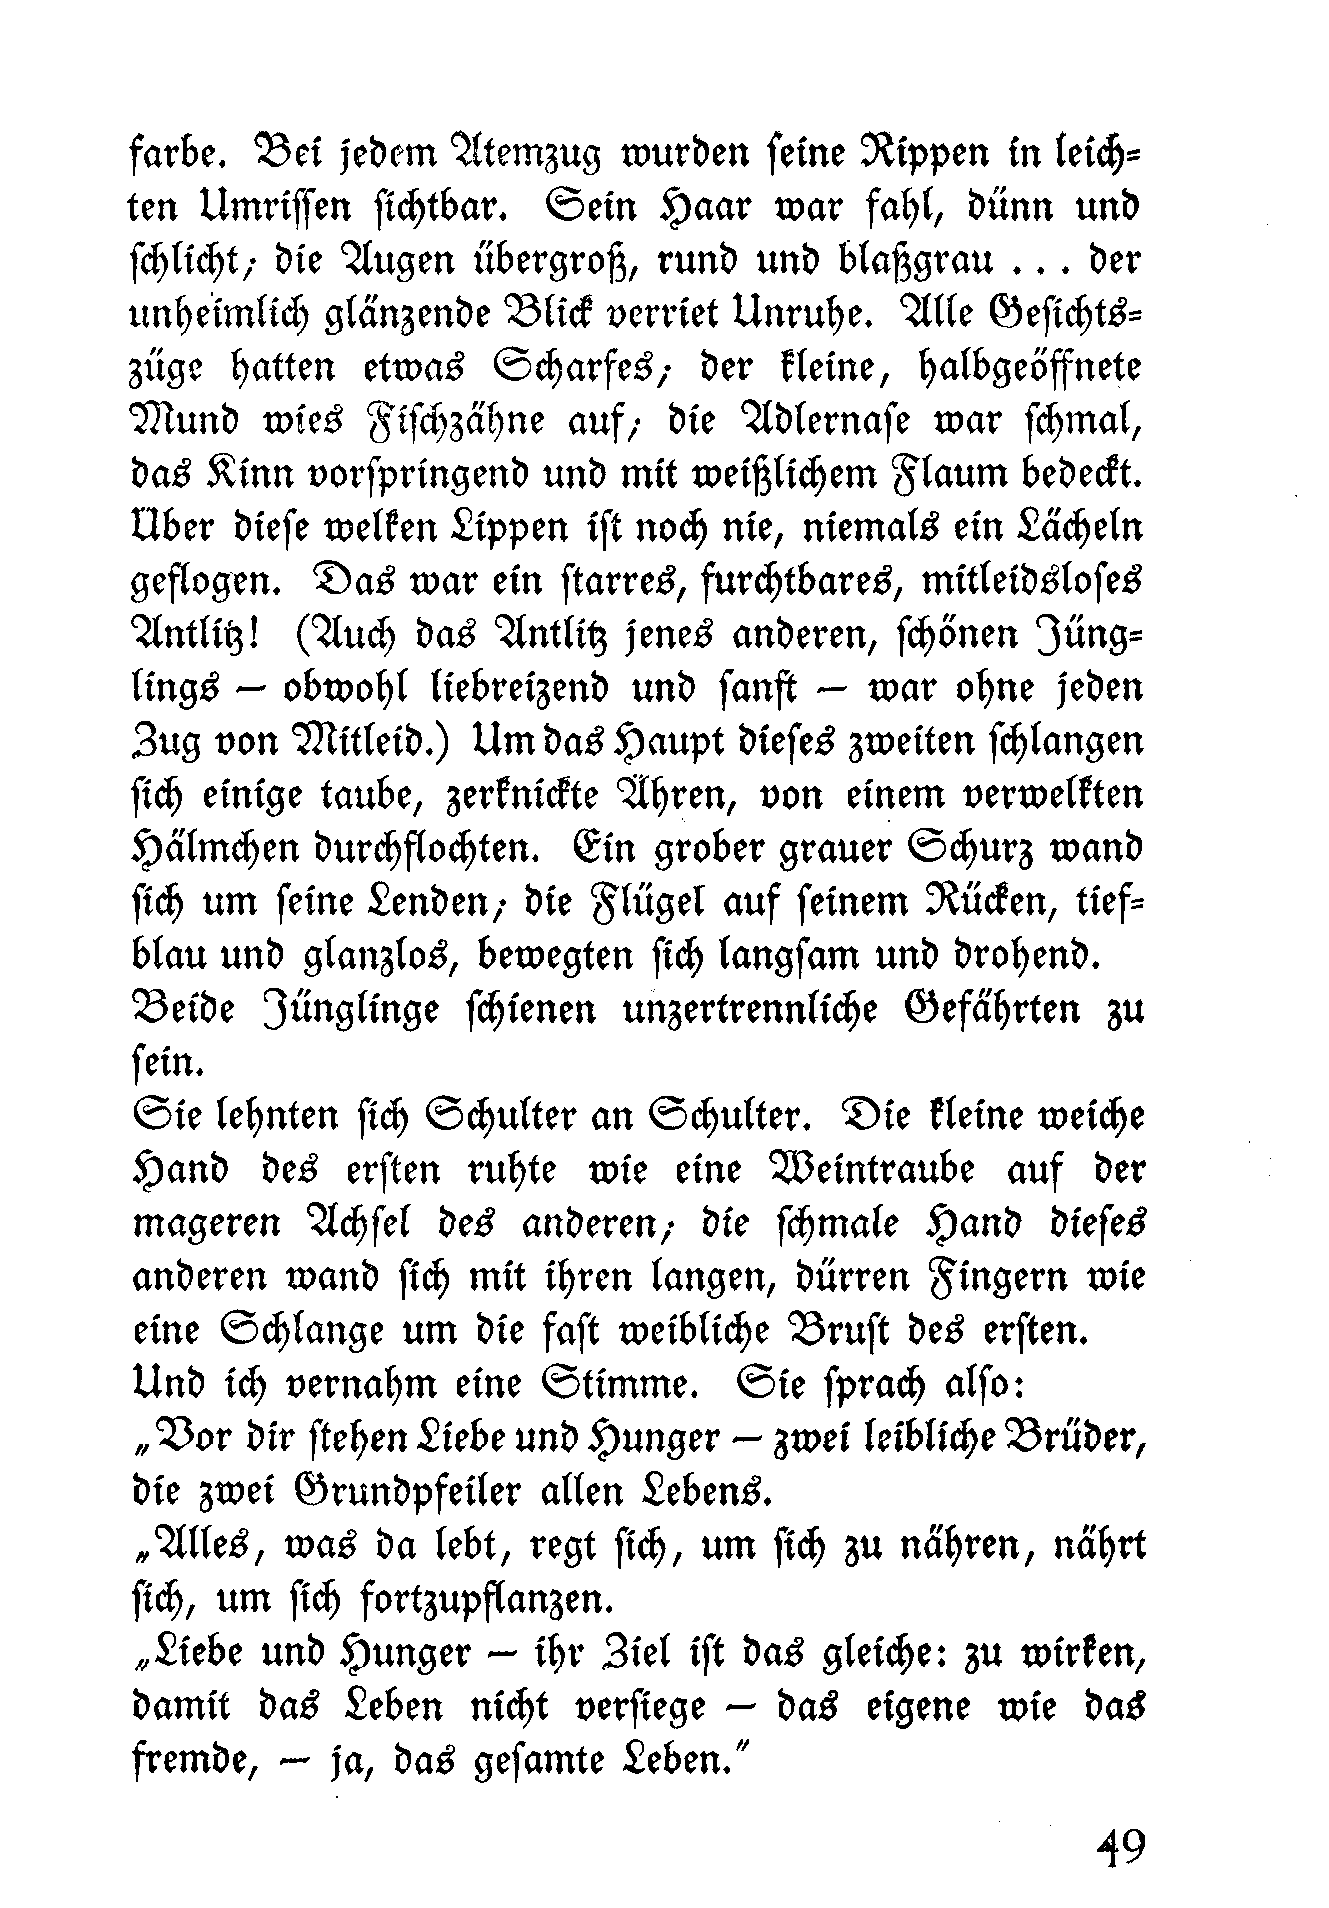 farbe. Bei jedem Atemzug wurden seine Rippen in leich-
ten Umrissen sichtbar. Sein Haar war fahl, dünn und
schlicht; die Augen übergroß, rund und blaßgrau . . . der
unheimlich glänzende Blick verriet Unruhe. Alle Gesichts-
züge hatten etwas Scharfes; der kleine, halbgeöffnete
Mund wies Fischzähne auf; die Adlernase war schmal,
das Kinn vorspringend und mit weißlichem Flaum bedeckt.
Über diese welken Lippen ist noch nie, niemals ein Lächeln
geflogen. Das war ein starres, furchtbares, mitleidsloses
Antlitz! (Auch das Antlitz jenes anderen, schönen Jüng-
lings – obwohl liebreizend und sanft – war ohne jeden
Zug von Mitleid.) Um das Haupt dieses zweiten schlangen
sich einige taube, zerknickte Ähren, von einem verwelkten
Hälmchen durchflochten. Ein grober grauer Schurz wand
sich um seine Lenden; die Flügel auf seinem Rücken, tief-
blau und glanzlos, bewegten sich langsam und drohend.
Beide Jünglinge schienen unzertrennliche Gefährten zu
sein.
Sie lehnten sich Schulter an Schulter. Die kleine weiche
Hand des ersten ruhte wie eine Weintraube auf der
mageren Achsel des anderen; die schmale Hand dieses
anderen wand sich mit ihren langen, dürren Fingern wie
eine Schlange um die fast weibliche Brust des ersten.
Und ich vernahm eine Stimme. Sie sprach also:
„Vor dir stehen Liebe und Hunger – zwei leibliche Brüder,
die zwei Grundpfeiler allen Lebens.
„Alles, was da lebt, regt sich, um sich zu nähren, nährt
sich, um sich fortzupflanzen.
„Liebe und Hunger – ihr Ziel ist das gleiche: zu wirken,
damit das Leben nicht versiege – das eigene wie das
fremde, – ja, das gesamte Leben.“
49